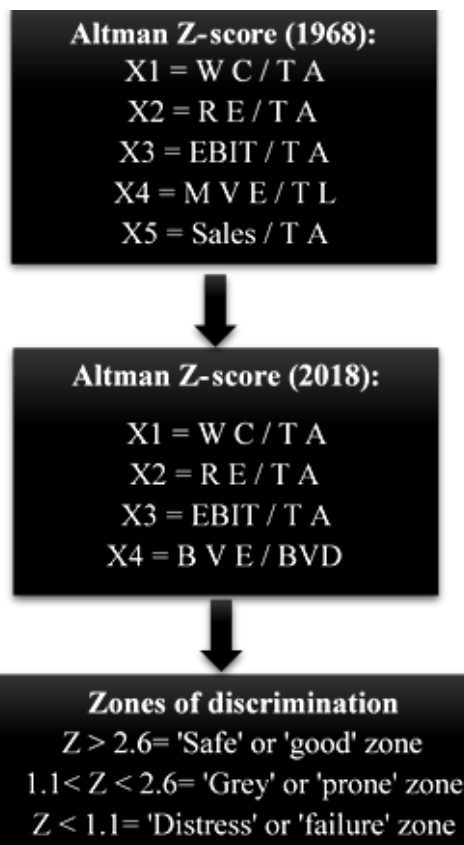 Altman Z-score (1968):
X1 = W C / T A
X2 = R E / T A
X3 = EBIT / T A
X4 = M V E / T L
X5 = Sales / T A
Altman Z-score (2018):
X1 = W C / T A
X2 = R E / T A
X3 = EBIT / T A
X4 = B V E / BVD
Zones of discrimination
Z > 2.6= 'Safe' or 'good' zone
1.1< Z < 2.6= 'Grey' or 'prone' zone
Z < 1.1= 'Distress' or 'failure' zone